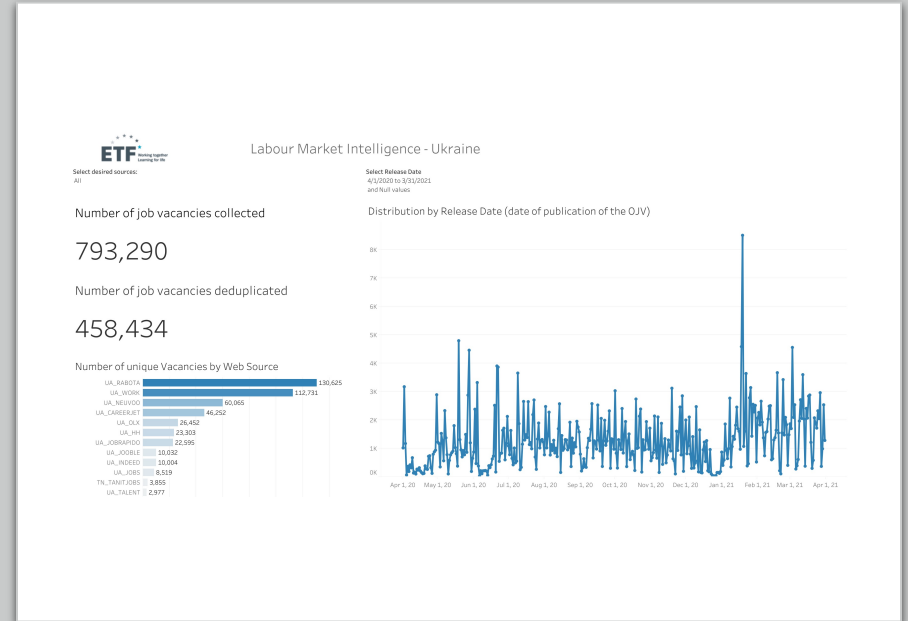 ETF Working together
Learning for life
Labour Market Intelligence - Ukraine
Select desired sources:
All
Select Release Date
4/1/2020 to 3/31/2021
and Null values
Number of job vacancies collected
793,290
Number of job vacancies deduplicated
458,434
Number of unique Vacancies by Web Source
UA_RABOTA 130,625
UA_WORK 112,731
UA_NEUVOO 60,065
UA_CAREERJET 46,252
UA_OLX 26,452
UA_HH 23,303
UA_JOBRAPIDO 22,595
UA_JOOBLE 10,032
UA_INDEED 10,004
UA_JOBS 8,519
TN_TANITJOBS 3,855
UA_TALENT 2,977
Distribution by Release Date (date of publication of the OJV)
8K
7K
6K
5K
4K
3K
2K
1K
0K
Apr 1, 20 May 1, 20 Jun 1, 20 Jul 1, 20 Aug 1, 20 Sep 1, 20 Oct 1, 20 Nov 1, 20 Dec 1, 20 Jan 1, 21 Feb 1, 21 Mar 1, 21 Apr 1, 21